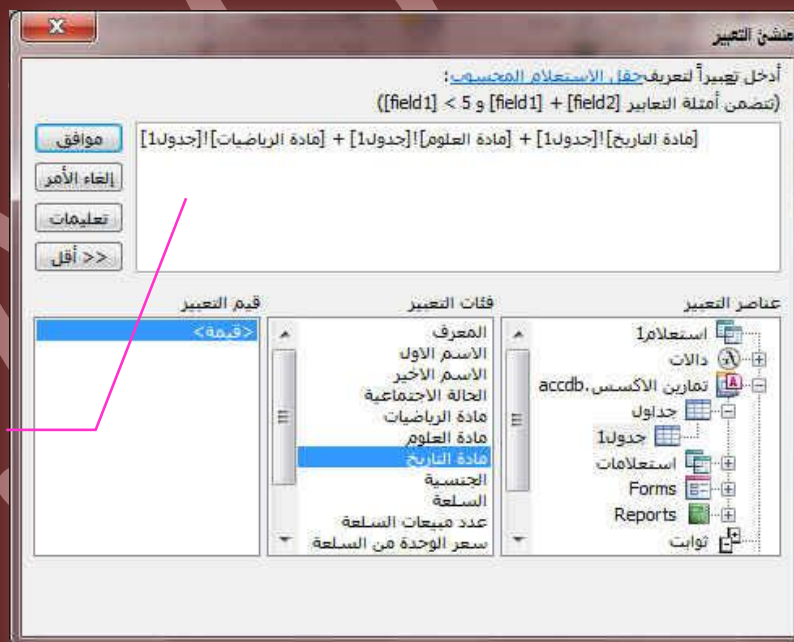 منشئ التعبير
أدخل تعبيراً لتعريف حقل الاستعلام المحسوب:
(تتضمن أمثلة التعابير [field1] + [field2] و [field1] < 5)
[مادة التاريخ]![جدول1] + [مادة العلوم]![جدول1] + [مادة الرياضيات]![جدول1]
موافق
إلغاء الأمر
تعليمات
<< أقل
عناصر التعبير
استعلام1
دالات
تمارين الاكسس.accdb
جداول
جدول1
استعلامات
Forms
Reports
ثوابت
فئات التعبير
المعرف
الاسم الاول
الاسم الاخير
الحالة الاجتماعية
مادة الرياضيات
مادة العلوم
مادة التاريخ
الجنسية
السلعة
عدد مبيعات السلعة
سعر الوحدة من السلعة
قيم التعبير
<قيمة>